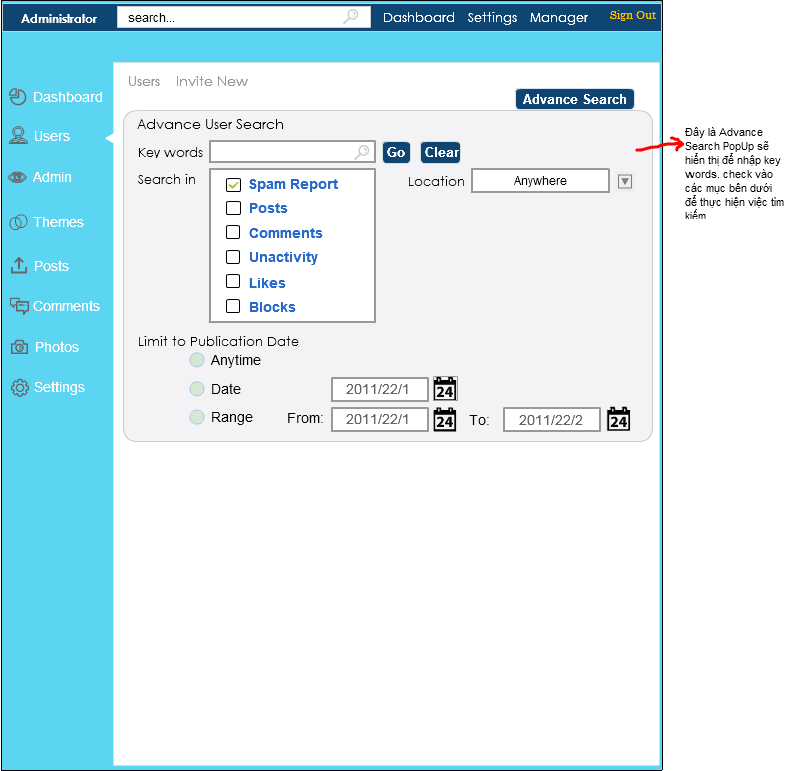 Administrator search... Dashboard Settings Manager Sign Out
Users Invite New
Advance Search
Dashboard
Users
Admin
Themes
Posts
Comments
Photos
Settings
Advance User Search
Key words Go Clear
Search in
Spam Report
Posts
Comments
Unactivity
Likes
Blocks
Location Anywhere
Limit to Publication Date
Anytime
Date 2011/22/1 24
Range From: 2011/22/1 24 To: 2011/22/2 24
Đây là Advance
Search PopUp sẽ
hiển thị để nhập key
words. check vào
các mục bên dưới
để thực hiện việc tìm
kiếm